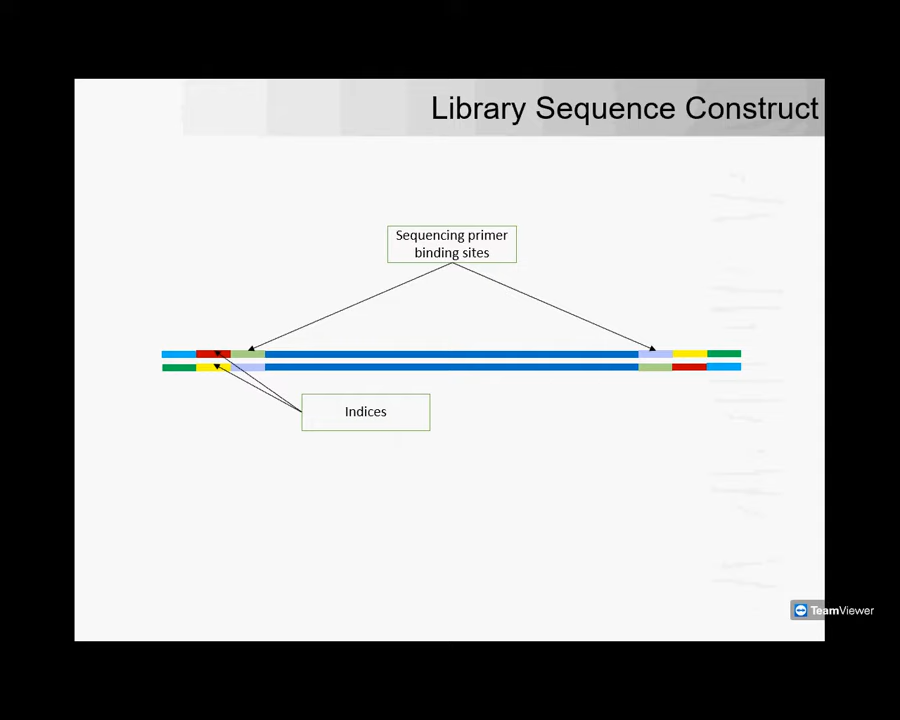 Library Sequence Construct
Sequencing primer
binding sites
Indices
TeamViewer